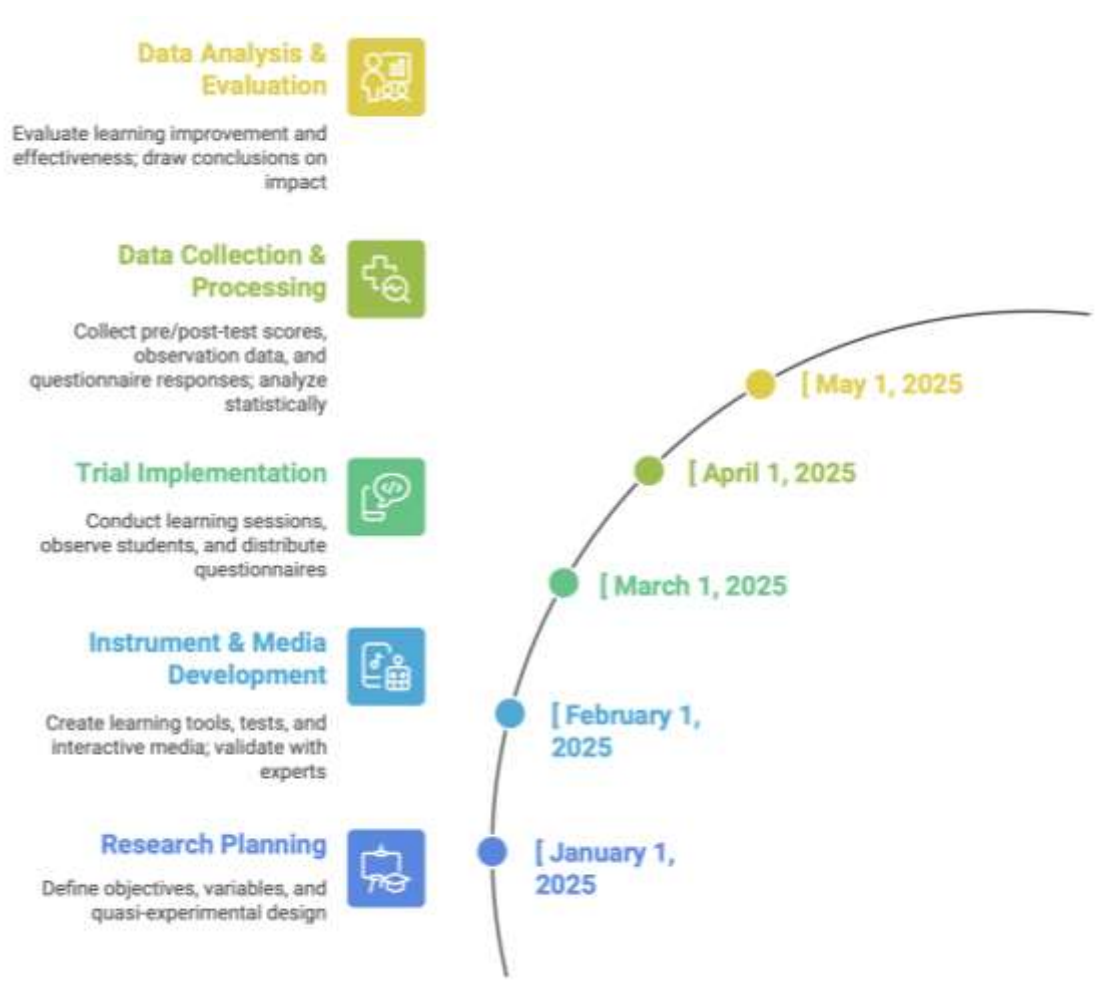 Data Analysis &
Evaluation
Evaluate learning improvement and
effectiveness; draw conclusions on
impact
Data Collection &
Processing
Collect pre/post-test scores,
observation data, and
questionnaire responses; analyze
statistically
[ May 1, 2025
[ April 1, 2025
Trial Implementation
Conduct learning sessions,
observe students, and distribute
questionnaires
[ March 1, 2025
Instrument & Media
Development
Create learning tools, tests, and
interactive media; validate with
experts
[ February 1,
2025
Research Planning
Define objectives, variables, and
quasi-experimental design
[ January 1,
2025